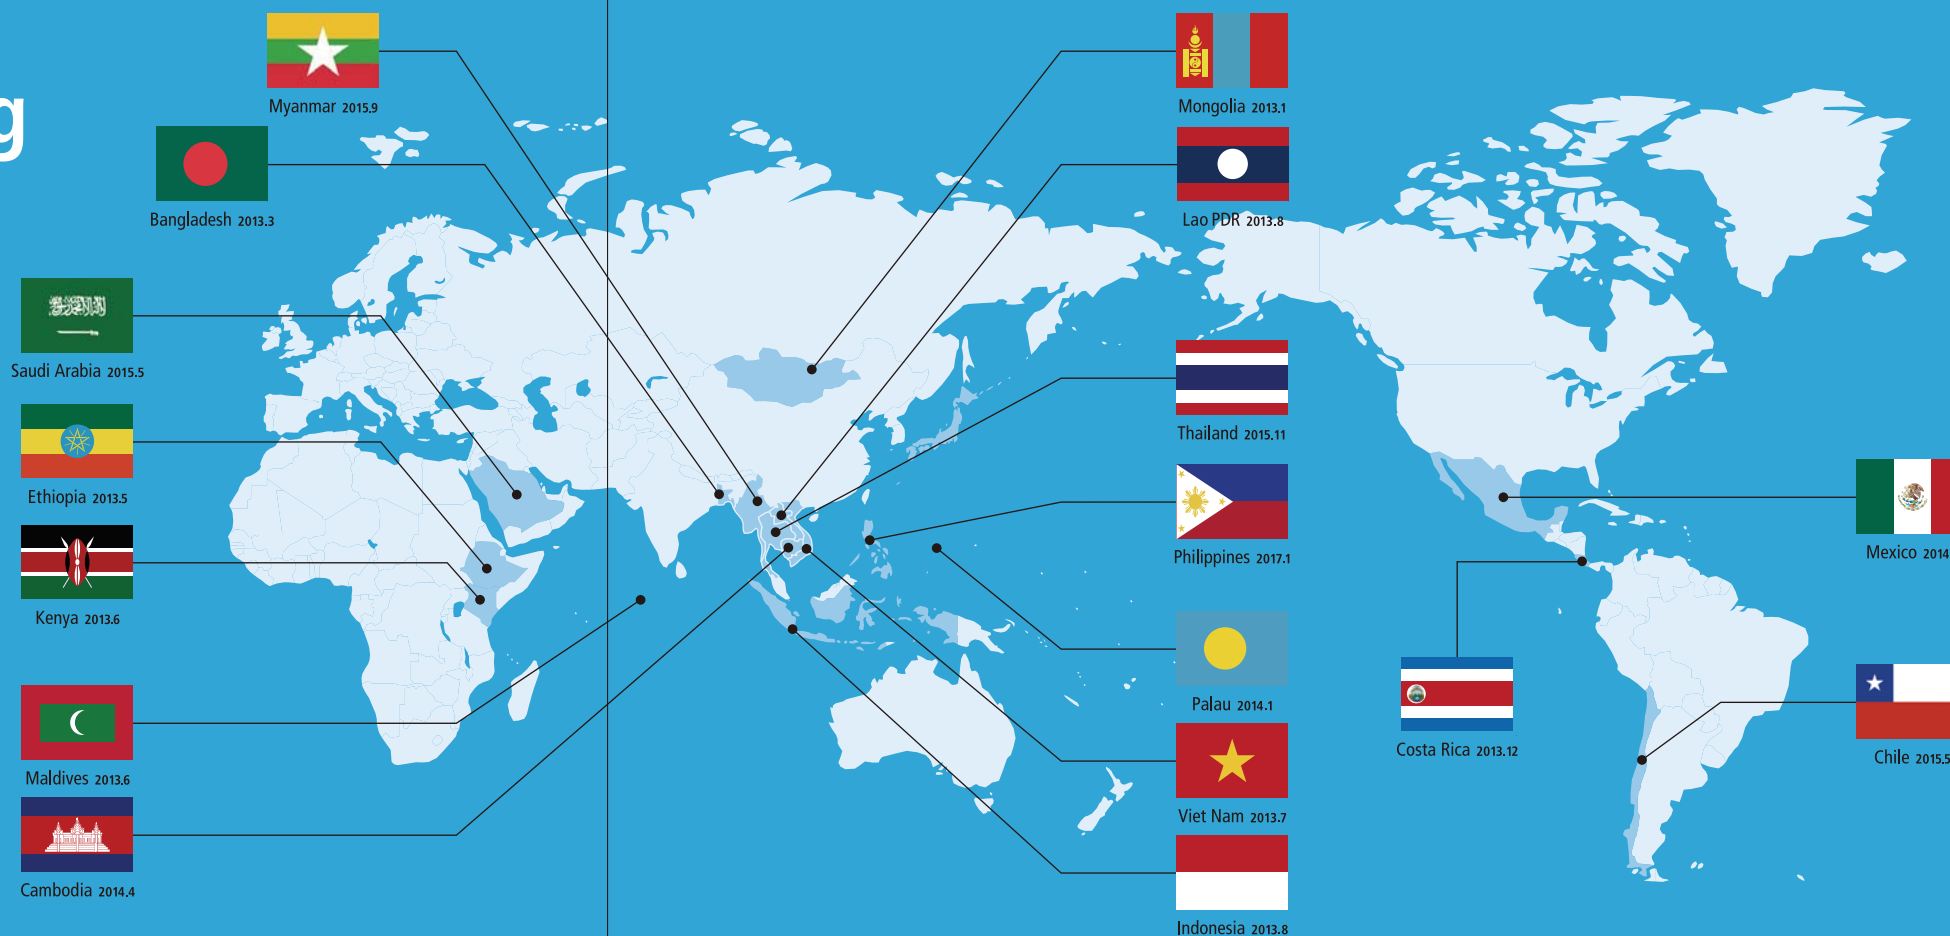 g
Myanmar 2015.9
Bangladesh 2013.3
Saudi Arabia 2015.5
Ethiopia 2013.5
Kenya 2013.6
Maldives 2013.6
Cambodia 2014.4
Mongolia 2013.1
Lao PDR 2013.8
Thailand 2015.11
Philippines 2017.1
Palau 2014.1
Viet Nam 2013.7
Indonesia 2013.8
Costa Rica 2013.12
Mexico 2014
Chile 2015.5